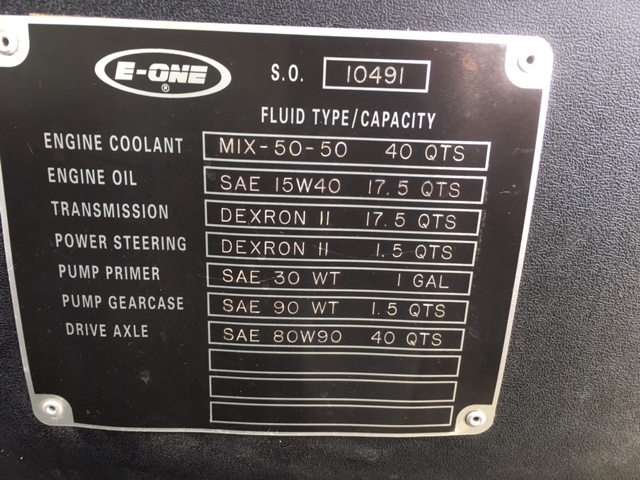 E-ONE ®
S.O. 10491
FLUID TYPE/CAPACITY
ENGINE COOLANT MIX-50-50 40 QTS
ENGINE OIL SAE 15W40 17.5 QTS
TRANSMISSION DEXRON II 17.5 QTS
POWER STEERING DEXRON II 1.5 QTS
PUMP PRIMER SAE 30 WT 1 GAL
PUMP GEARCASE SAE 90 WT 1.5 QTS
DRIVE AXLE SAE 80W90 40 QTS